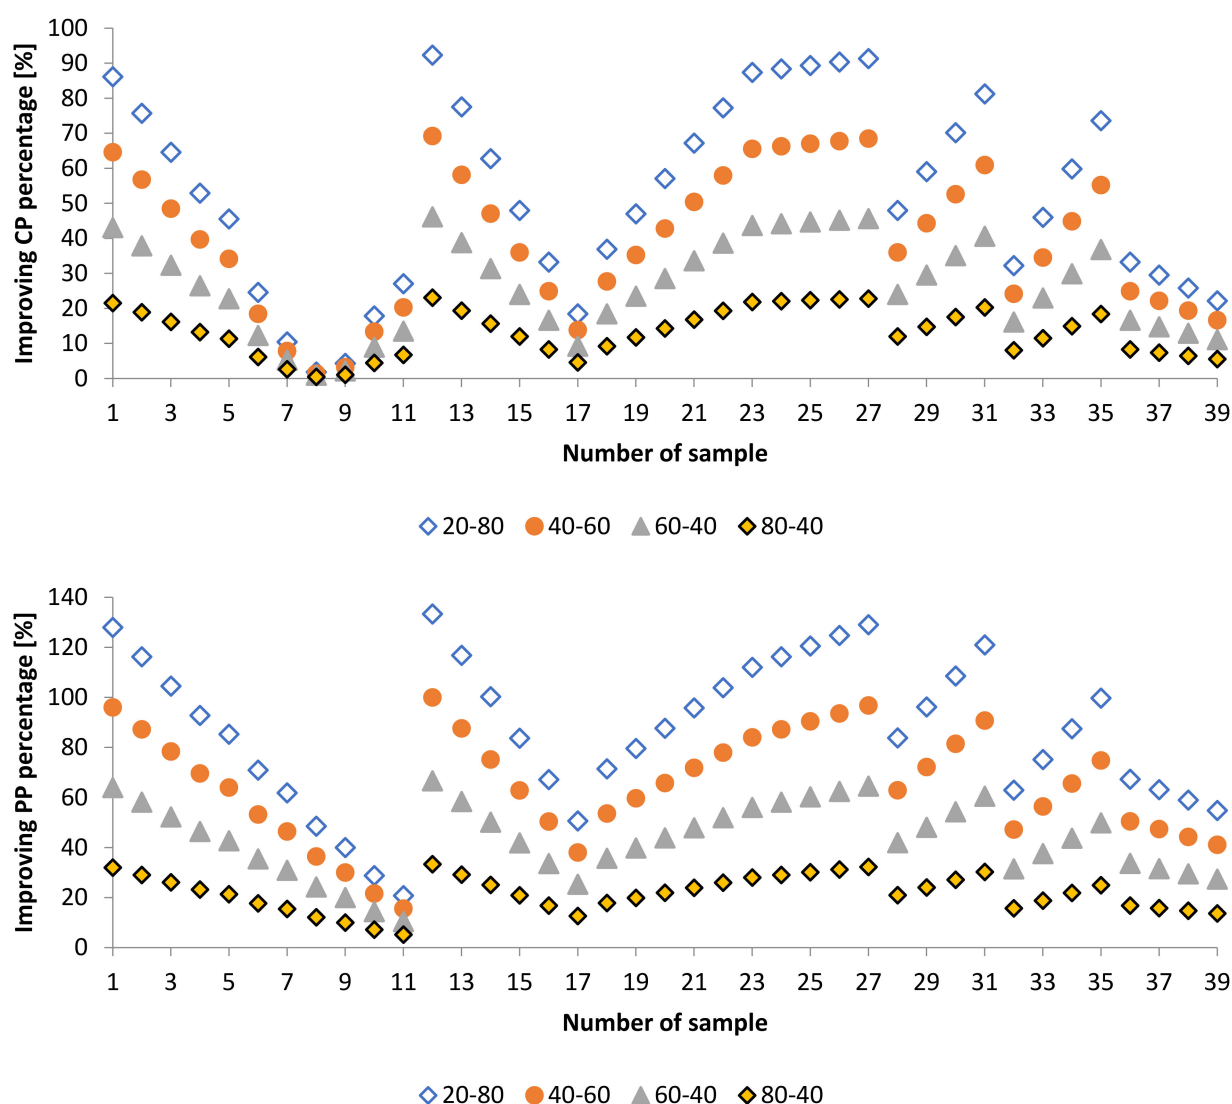 Improving CP percentage [%]
100
90
80
70
60
50
40
30
20
10
0
1 3 5 7 9 11 13 15 17 19 21 23 25 27 29 31 33 35 37 39
Number of sample
20-80 40-60 60-40 80-40
Improving PP percentage [%]
140
120
100
80
60
40
20
0
1 3 5 7 9 11 13 15 17 19 21 23 25 27 29 31 33 35 37 39
Number of sample
20-80 40-60 60-40 80-40